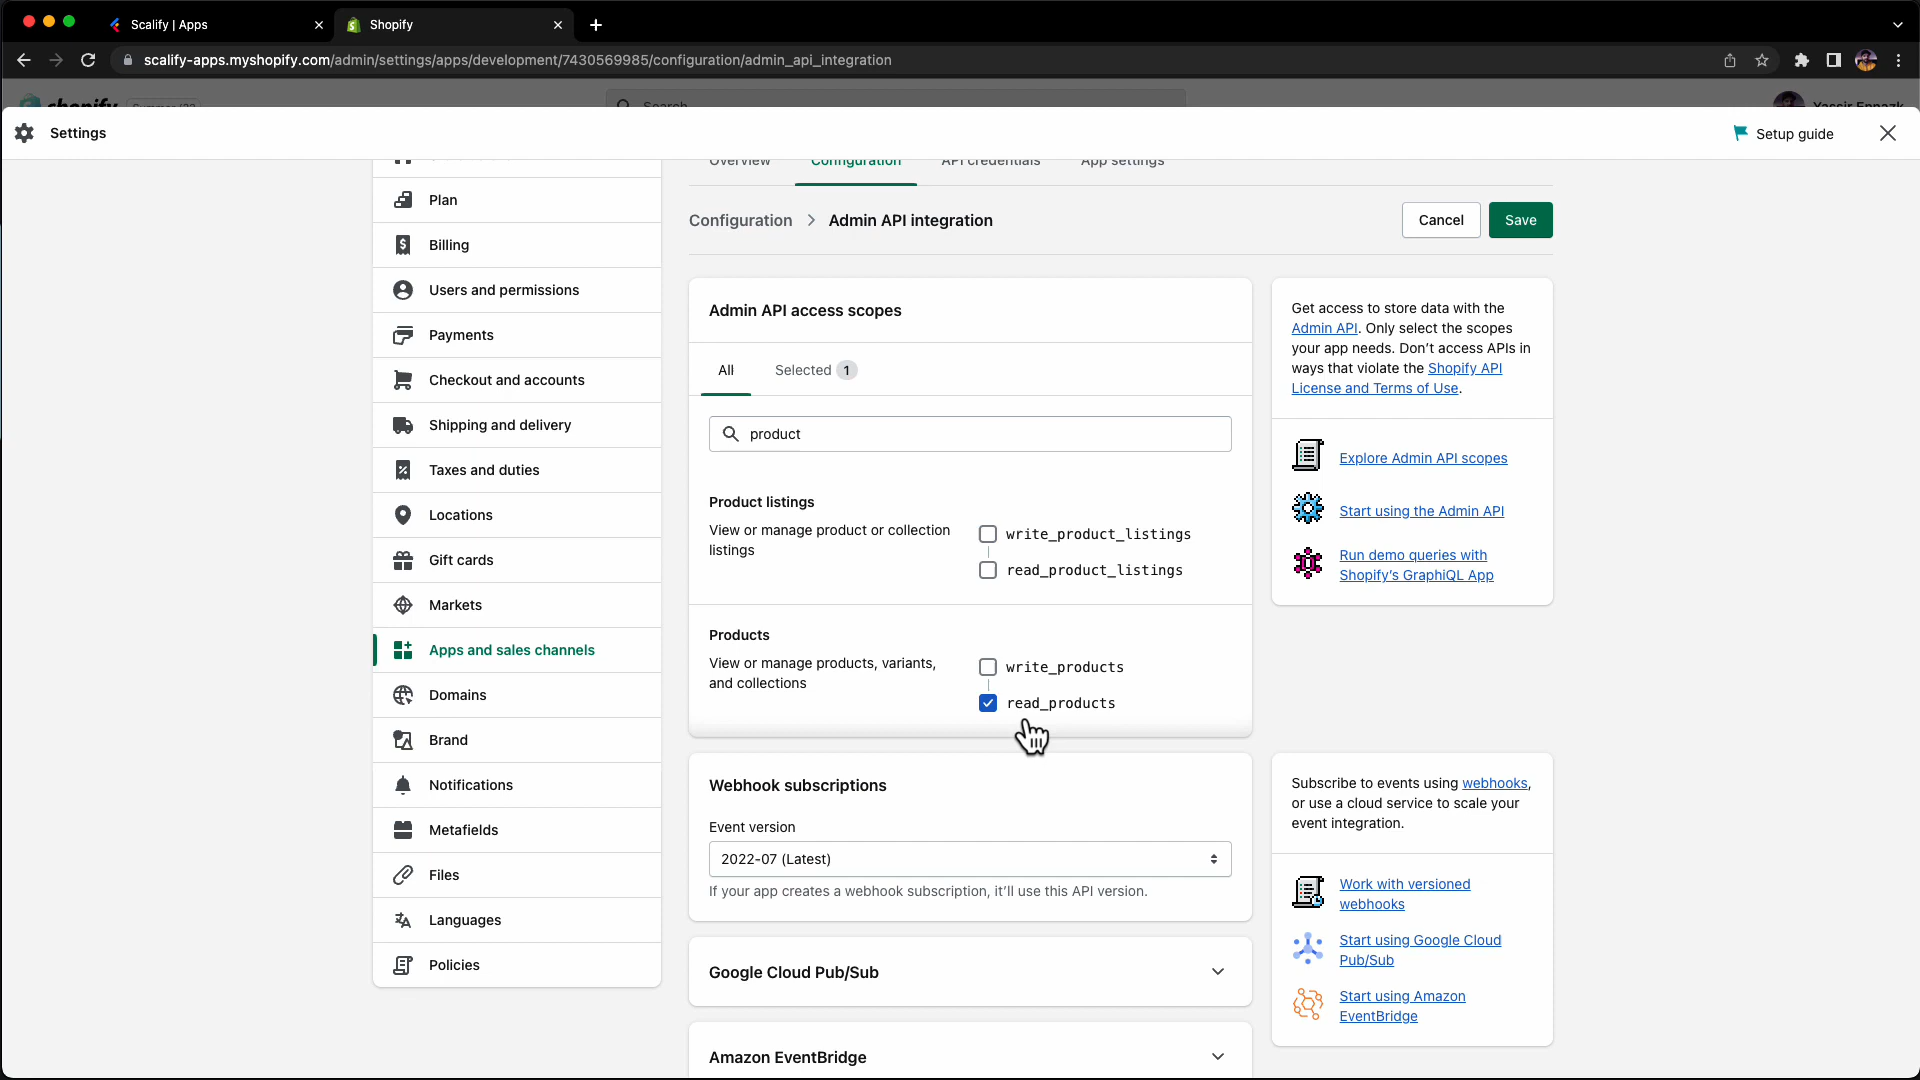 Scalify | Apps
Shopify
scalify-apps.myshopify.com/admin/settings/apps/development/7430569985/configuration/admin_api_integration
shopify
Search
Yassir Ennazk
Settings
Setup guide
Overview
Configuration
API credentials
App settings
Plan
Billing
Users and permissions
Payments
Checkout and accounts
Shipping and delivery
Taxes and duties
Locations
Gift cards
Markets
Apps and sales channels
Domains
Brand
Notifications
Metafields
Files
Languages
Policies
Configuration > Admin API integration
Cancel
Save
Admin API access scopes
All
Selected 1
product
Product listings
View or manage product or collection
listings
write_product_listings
read_product_listings
Products
View or manage products, variants,
and collections
write_products
read_products
Webhook subscriptions
Event version
2022-07 (Latest)
If your app creates a webhook subscription, it’ll use this API version.
Google Cloud Pub/Sub
Amazon EventBridge
Get access to store data with the
Admin API. Only select the scopes
your app needs. Don’t access APIs in
ways that violate the Shopify API
License and Terms of Use.
Explore Admin API scopes
Start using the Admin API
Run demo queries with
Shopify’s GraphiQL App
Subscribe to events using webhooks,
or use a cloud service to scale your
event integration.
Work with versioned
webhooks
Start using Google Cloud
Pub/Sub
Start using Amazon
EventBridge